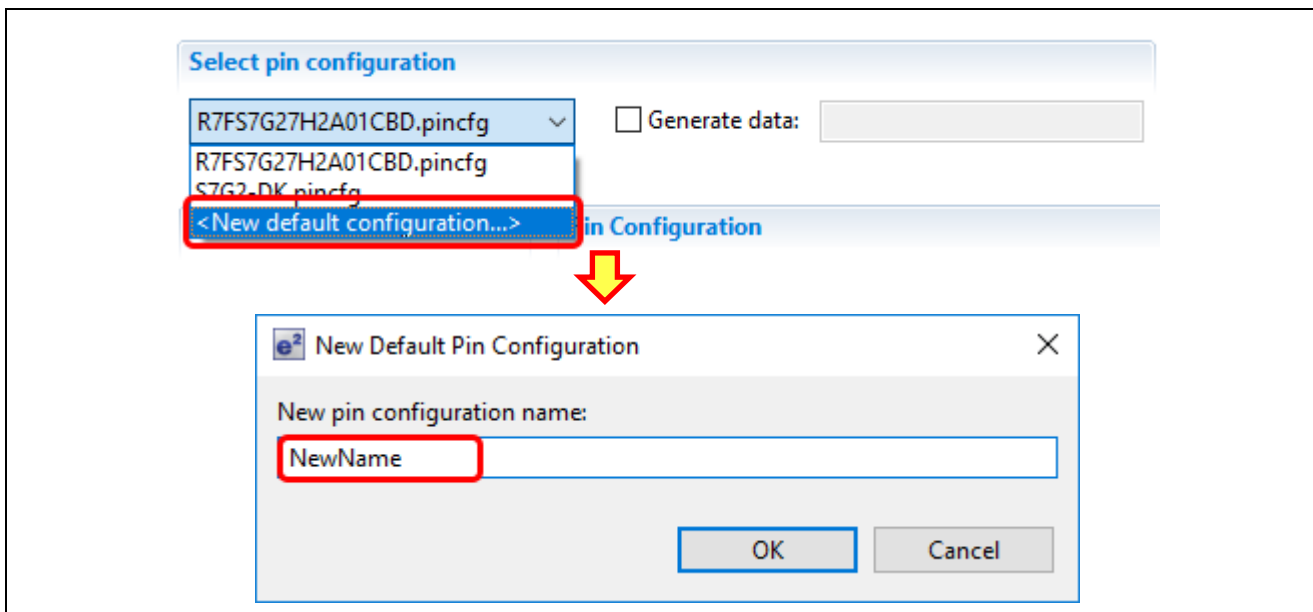 Select pin configuration
R7FS7G27H2A01CBD.pincfg Generate data:
R7FS7G27H2A01CBD.pincfg
S7G2-DK.pincfg
<New default configuration...> in Configuration
e² New Default Pin Configuration
New pin configuration name:
NewName
OK Cancel